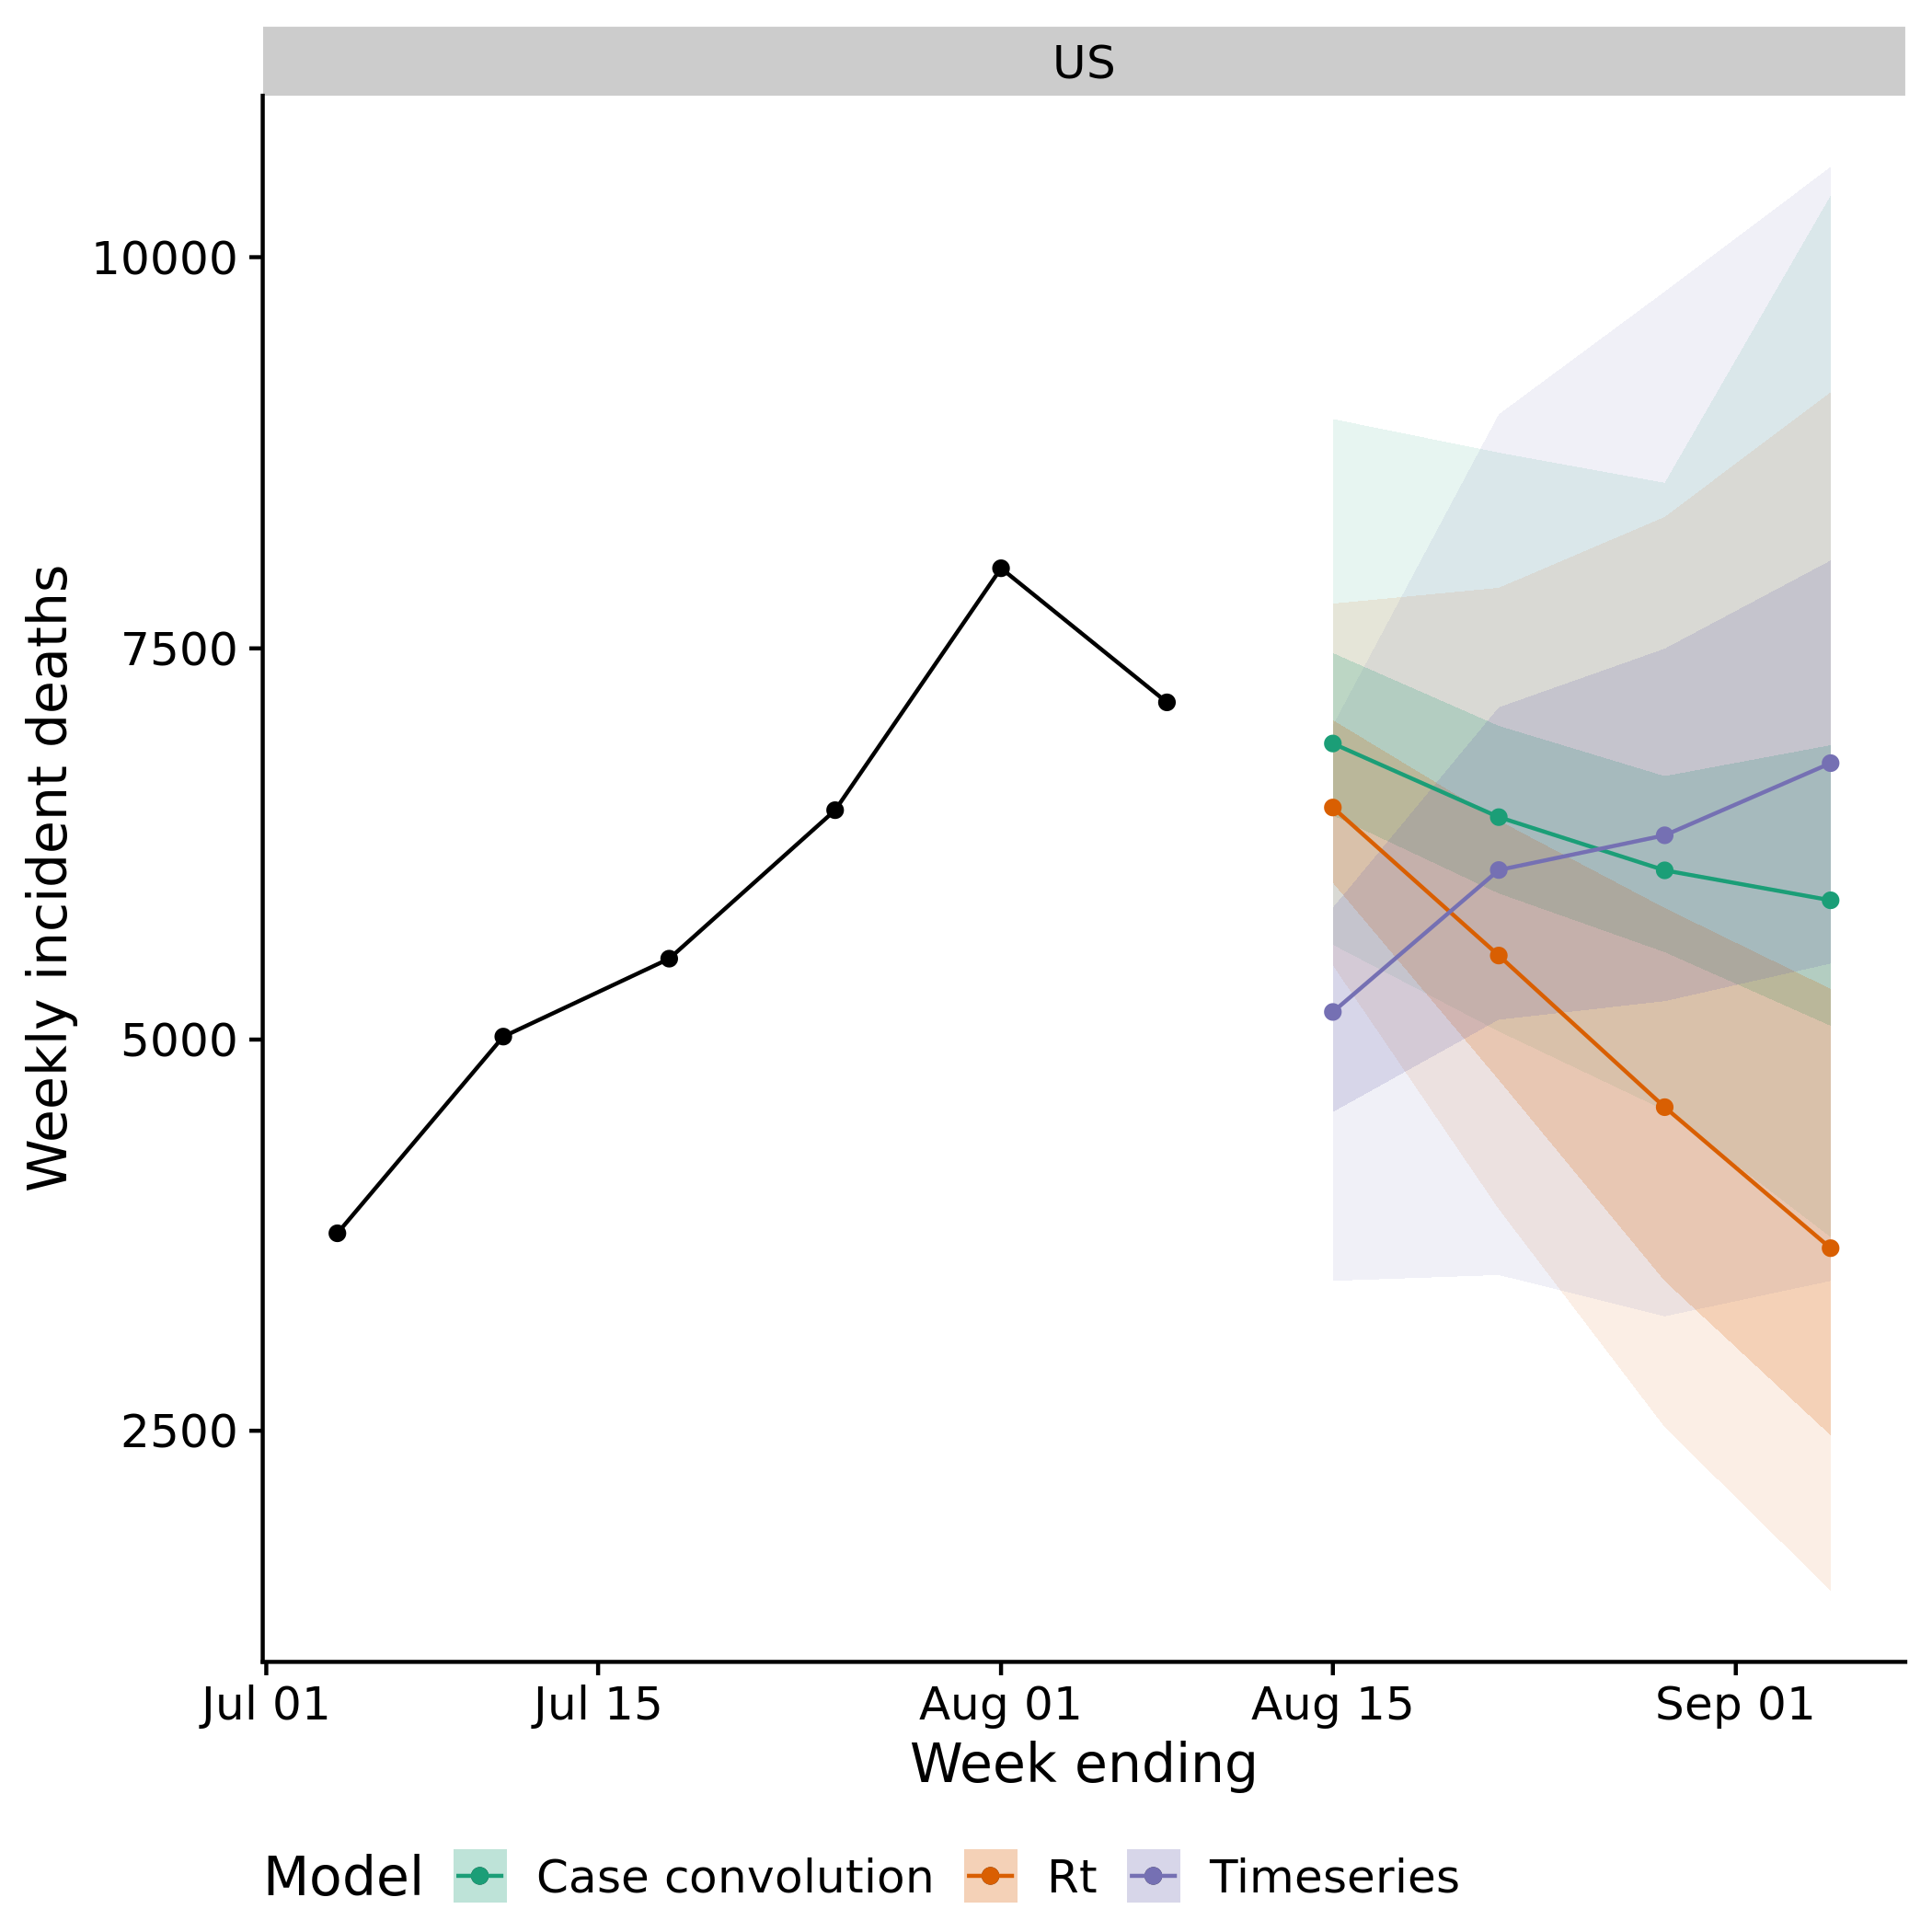 US
Weekly incident deaths
10000
7500
5000
2500
Jul 01 Jul 15 Aug 01 Aug 15 Sep 01
Week ending
Model Case convolution Rt Timeseries